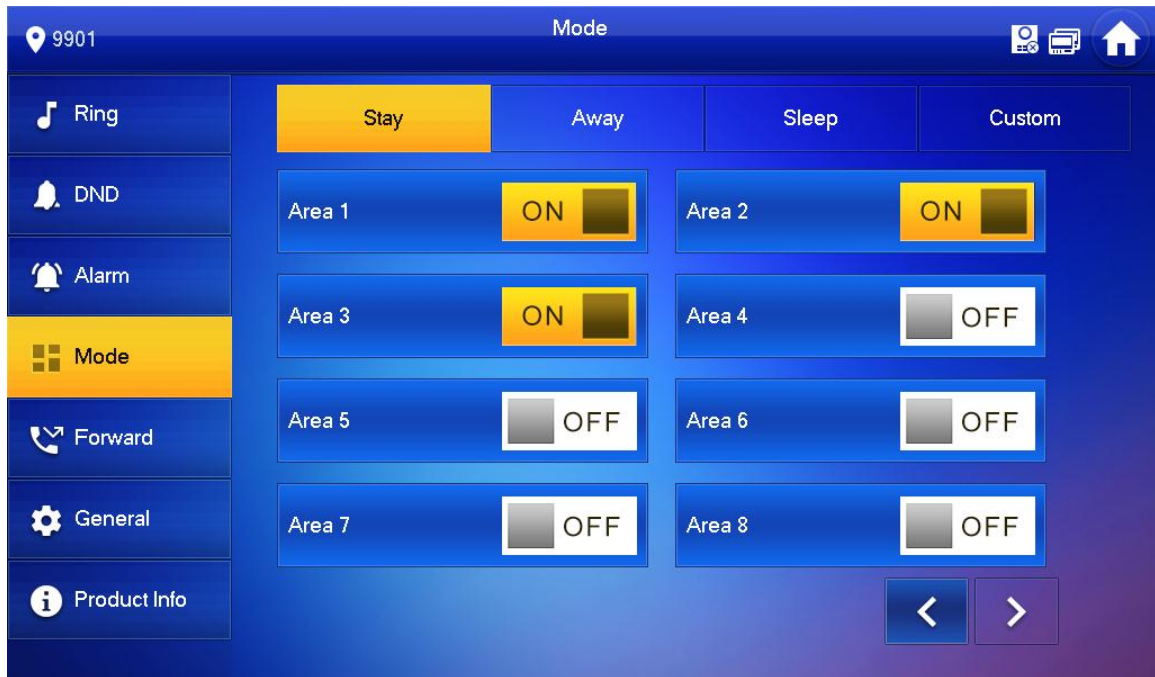 9901
Mode
Ring
DND
Alarm
Mode
Forward
General
Product Info
Stay Away Sleep Custom
Area 1 ON Area 2 ON
Area 3 ON Area 4 OFF
Area 5 OFF Area 6 OFF
Area 7 OFF Area 8 OFF